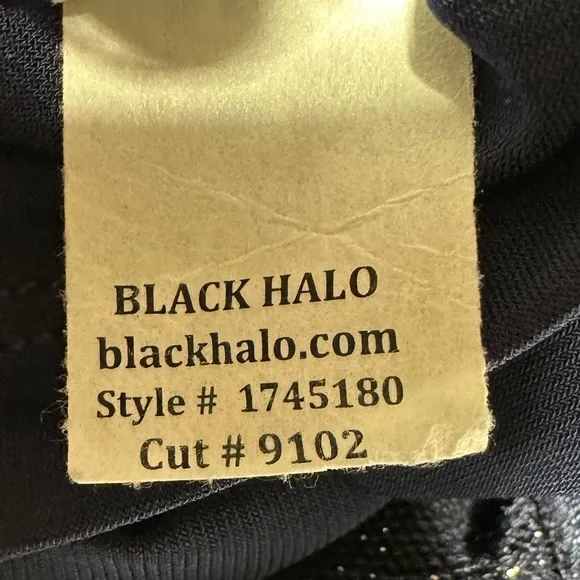 BLACK HALO
blackhalo.com
Style # 1745180
Cut # 9102